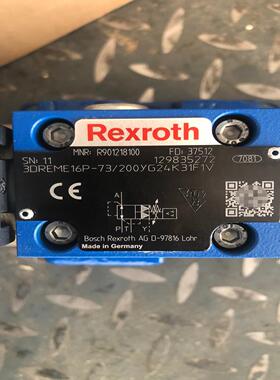 Rexroth
MNR: R901218100 FD: 37512
SN: 11 129835272 7081
3DREME16P-73/200YG24K31F1V
A
P T Y
Bosch Rexroth AG D-97816 Lohr
Made in Germany